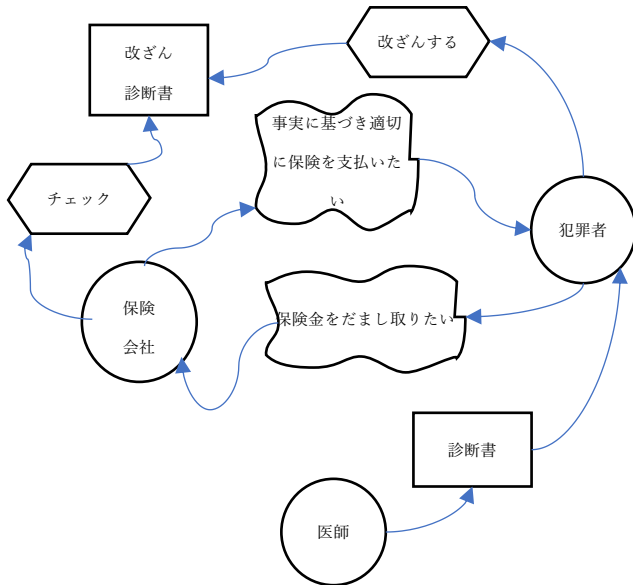 改ざん
診断書
改ざんする
事実に基づき適切
に保険を支払いた
い
チェック
犯罪者
保険
会社
保険金をだまし取りたい
診断書
医師